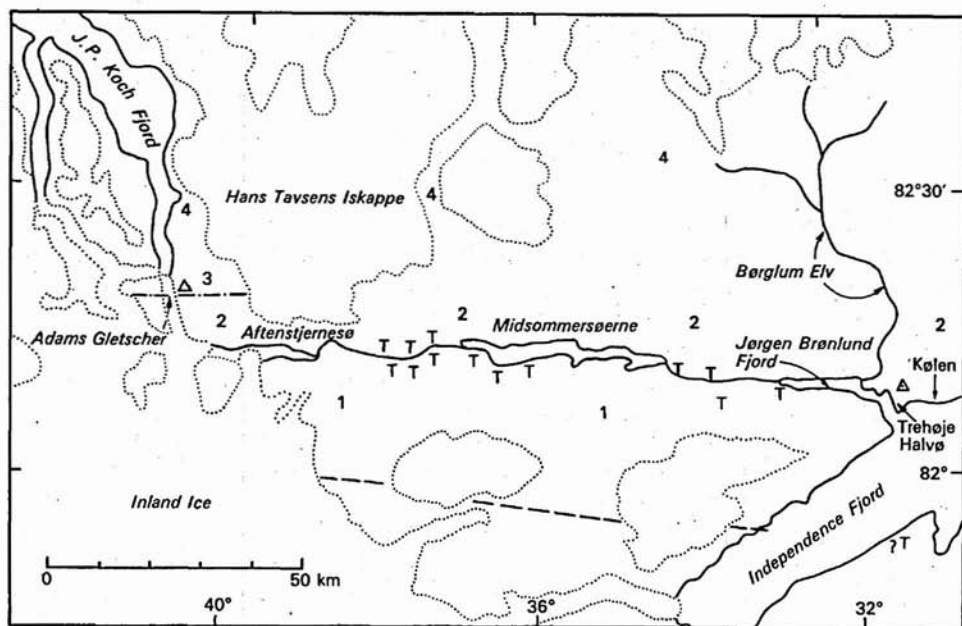 J.P. Koch Fjord
4
Hans Tavsens Iskappe
4
4
82°30'
Børglum Elv
3
Adams Gletscher
2
Aftenstjernesø
2
Midsommersøerne
2
Jørgen Brønlund
Fjord
Kølen
T T T
T T T T T
T T
T T
1
1
Trehøje
Halvø
82°
Inland Ice
Independence Fjord
? T
0 50 km
40° 36° 32°